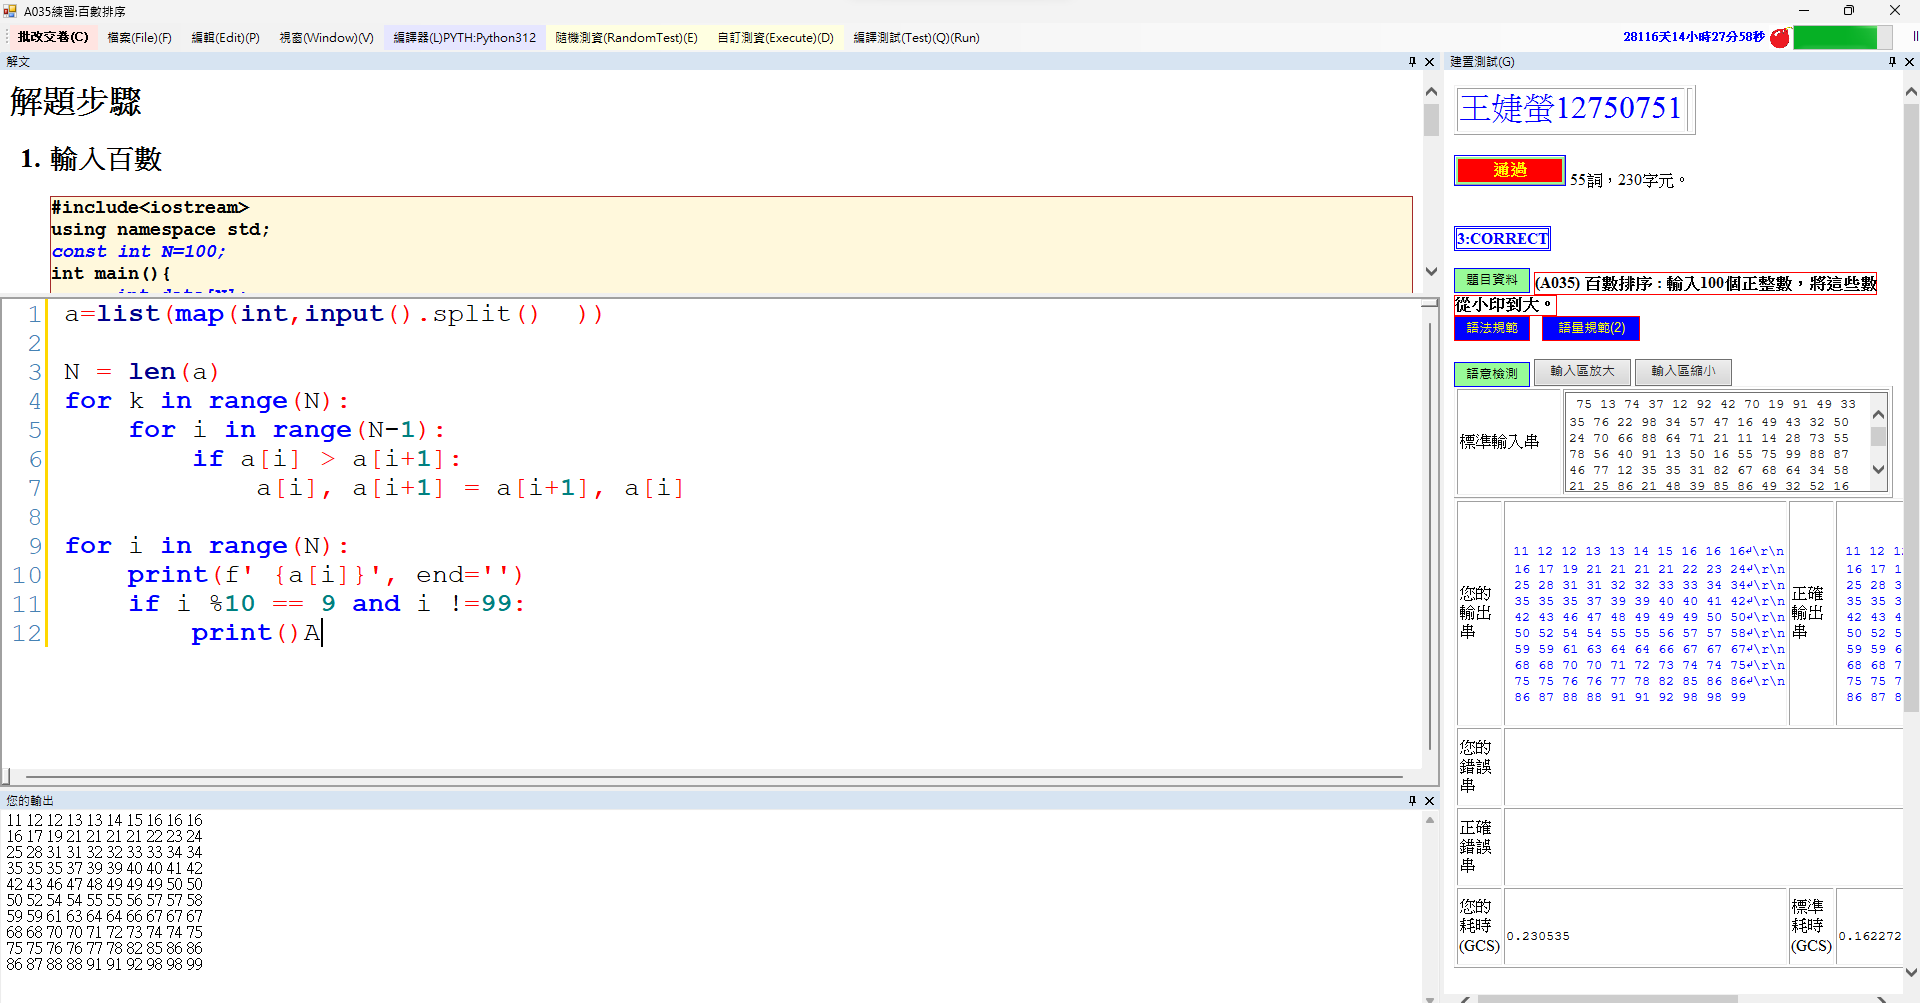 A035練習:百數排序
批改交卷(C) 檔案(File)(F) 編輯(Edit)(P) 視窗(Window)(V) 編譯器(L)PYTH:Python312 隨機測資(RandomTest)(E) 自訂測資(Execute)(D) 編譯測試(Test)(Q)(Run) 28116天14小時27分58秒
解文
解題步驟
1. 輸入百數
#include<iostream>
using namespace std;
const int N=100;
int main(){
1 a=list(map(int,input().split()  ))
2
3 N = len(a)
4 for k in range(N):
5     for i in range(N-1):
6         if a[i] > a[i+1]:
7             a[i], a[i+1] = a[i+1], a[i]
8
9 for i in range(N):
10     print(f' {a[i]}', end='')
11     if i %10 == 9 and i !=99:
12         print()A
您的輸出
11 12 12 13 13 14 15 16 16 16
16 17 19 21 21 21 21 22 23 24
25 28 31 31 32 32 33 33 34 34
35 35 35 37 39 39 40 40 41 42
42 43 46 47 48 49 49 49 50 50
50 52 54 54 55 55 56 57 57 58
59 59 61 63 64 64 66 67 67 67
68 68 70 70 71 72 73 74 74 75
75 75 76 76 77 78 82 85 86 86
86 87 88 88 91 91 92 98 98 99
建置測試(G)
王婕螢12750751
通過 55詞，230字元。
3:CORRECT
題目資料 (A035) 百數排序 : 輸入100個正整數，將這些數
從小印到大。
語法規範 語量規範(2)
語意檢測 輸入區放大 輸入區縮小
標準輸入串
75 13 74 37 12 92 42 70 19 91 49 33
35 76 22 98 34 57 47 16 49 43 32 50
24 70 66 88 64 71 21 11 14 28 73 55
78 56 40 91 13 50 16 55 75 99 88 87
46 77 12 35 35 31 82 67 68 64 34 58
21 25 86 21 48 39 85 86 49 32 52 16
您的
輸出
串
11 12 12 13 13 14 15 16 16 16↵\r\n
16 17 19 21 21 21 21 22 23 24↵\r\n
25 28 31 31 32 32 33 33 34 34↵\r\n
35 35 35 37 39 39 40 40 41 42↵\r\n
42 43 46 47 48 49 49 49 50 50↵\r\n
50 52 54 54 55 55 56 57 57 58↵\r\n
59 59 61 63 64 64 66 67 67 67↵\r\n
68 68 70 70 71 72 73 74 74 75↵\r\n
75 75 76 76 77 78 82 85 86 86↵\r\n
86 87 88 88 91 91 92 98 98 99
正確
輸出
串
11 12
16 17
25 28
35 35
42 43
50 52
59 59
68 68
75 75
86 87
您的
錯誤
串
正確
錯誤
串
您的
耗時
(GCS)
0.230535
標準
耗時
(GCS)
0.162272